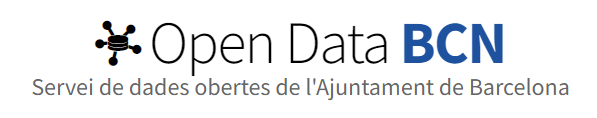 Open Data BCN
Servei de dades obertes de l'Ajuntament de Barcelona